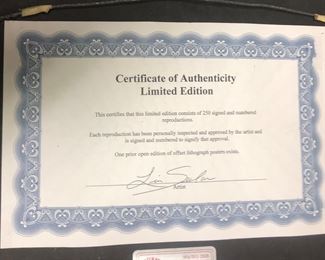 Certificate of Authenticity
Limited Edition
This certifies that this limited edition consists of 250 signed and numbered
reproductions.
Each reproduction has been personally inspected and approved by the artist and
is signed and numbered to signify that approval.
One prior open edition of offset lithograph posters exists.
Artist